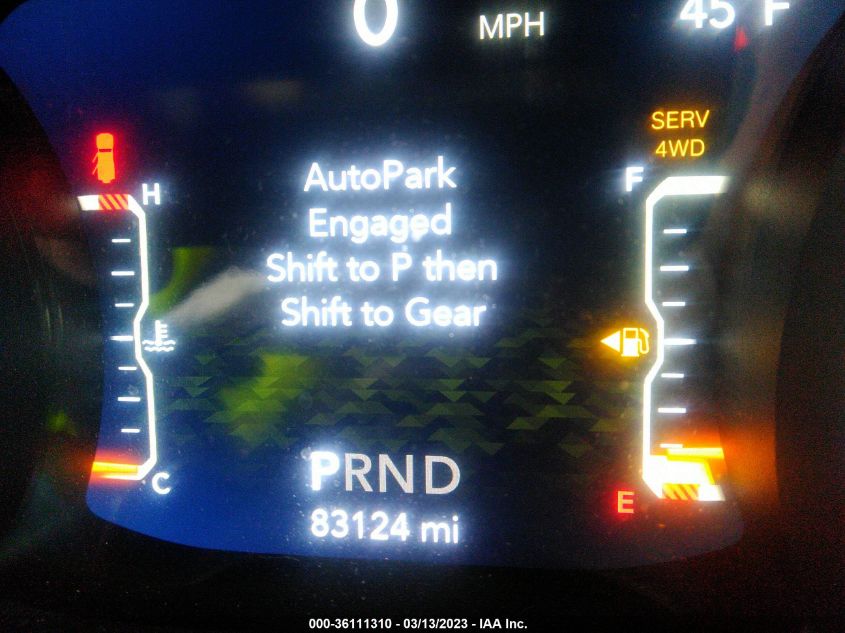 0 MPH 45 F
SERV
4WD
H
F
AutoPark
Engaged
Shift to P then
Shift to Gear
C
E
PRND
83124 mi
000-36111310 - 03/13/2023 - IAA Inc.